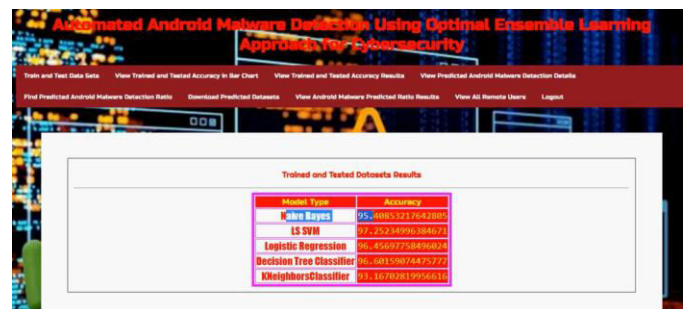 Automated Android Malware Detection Using Optimal Ensemble Learning
Approach for Cybersecurity
Train and Test Data Sets View Trained and Tested Accuracy in Bar Chart View Trained and Tested Accuracy Results View Predicted Android Malware Detection Details
Find Predicted Android Malware Detection Ratio Download Predicted Datasets View Android Malware Predicted Ratio Results View All Remote Users Logout
Trained and Tested Datasets Results
Model Type Accuracy
Naive Bayes 95.40853217642805
LS SVM 97.25234996384671
Logistic Regression 96.45697758496024
Decision Tree Classifier 96.60159074475777
KNeighborsClassifier 93.16702819956616